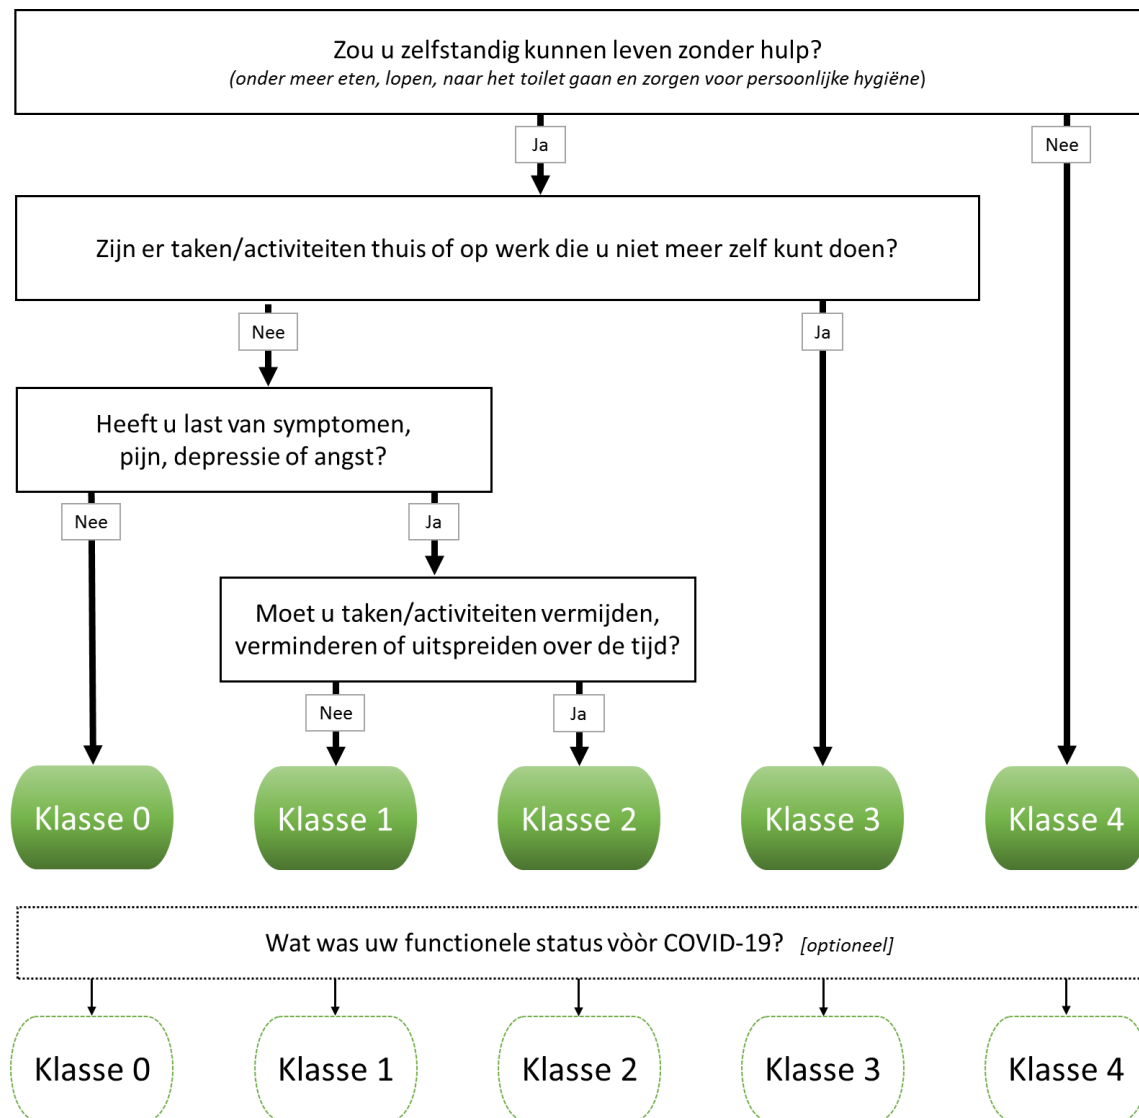 Zou u zelfstandig kunnen leven zonder hulp?
(onder meer eten, lopen, naar het toilet gaan en zorgen voor persoonlijke hygiëne)
Ja
Nee
Zijn er taken/activiteiten thuis of op werk die u niet meer zelf kunt doen?
Nee
Ja
Heeft u last van symptomen,
pijn, depressie of angst?
Nee
Ja
Moet u taken/activiteiten vermijden,
verminderen of uitspreiden over de tijd?
Nee
Ja
Klasse 0
Klasse 1
Klasse 2
Klasse 3
Klasse 4
Wat was uw functionele status vòòr COVID-19? [optioneel]
Klasse 0
Klasse 1
Klasse 2
Klasse 3
Klasse 4